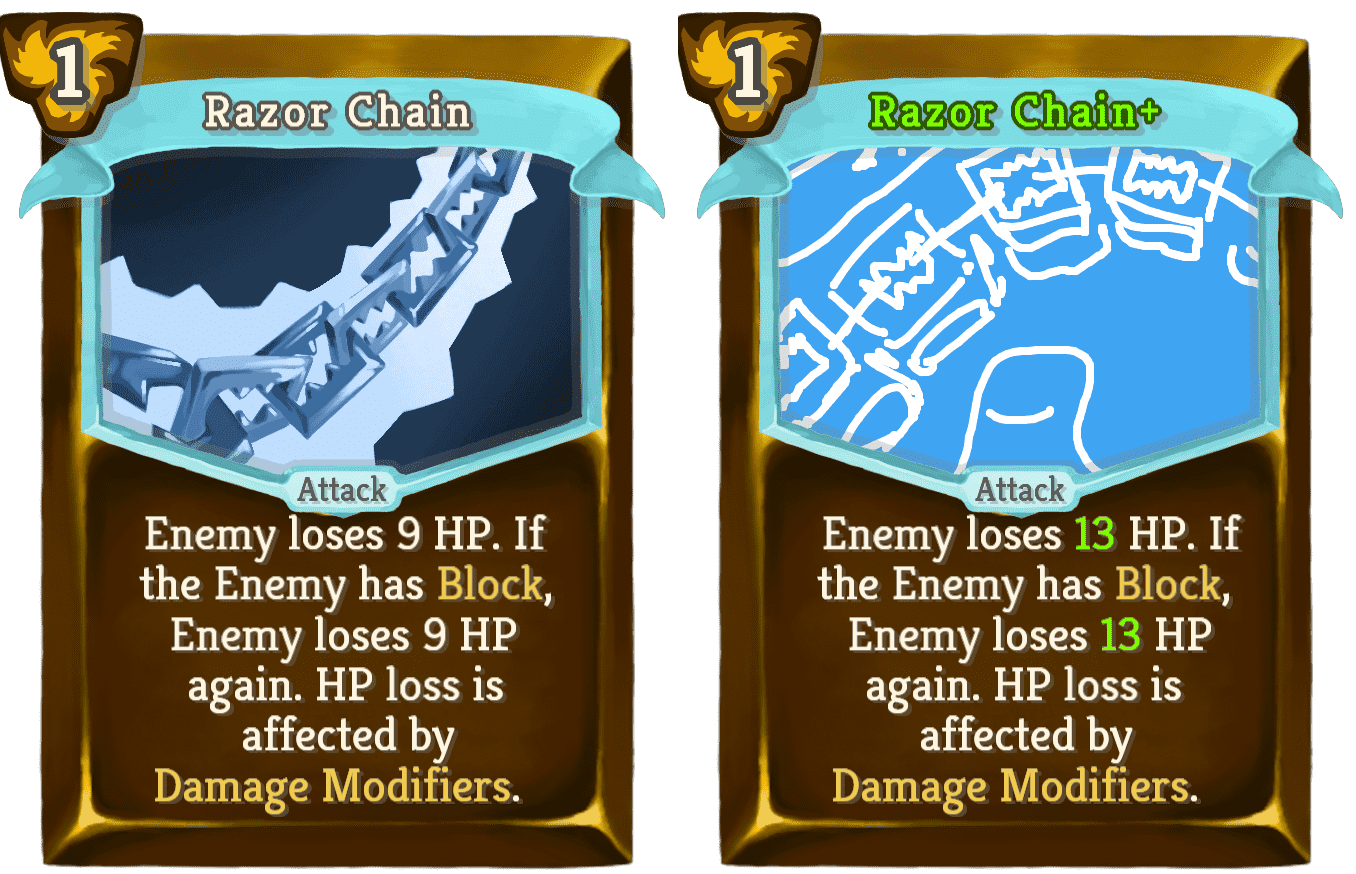 1
Razor Chain
Attack
Enemy loses 9 HP. If
the Enemy has Block,
Enemy loses 9 HP
again. HP loss is
affected by
Damage Modifiers.
1
Razor Chain+
Attack
Enemy loses 13 HP. If
the Enemy has Block,
Enemy loses 13 HP
again. HP loss is
affected by
Damage Modifiers.